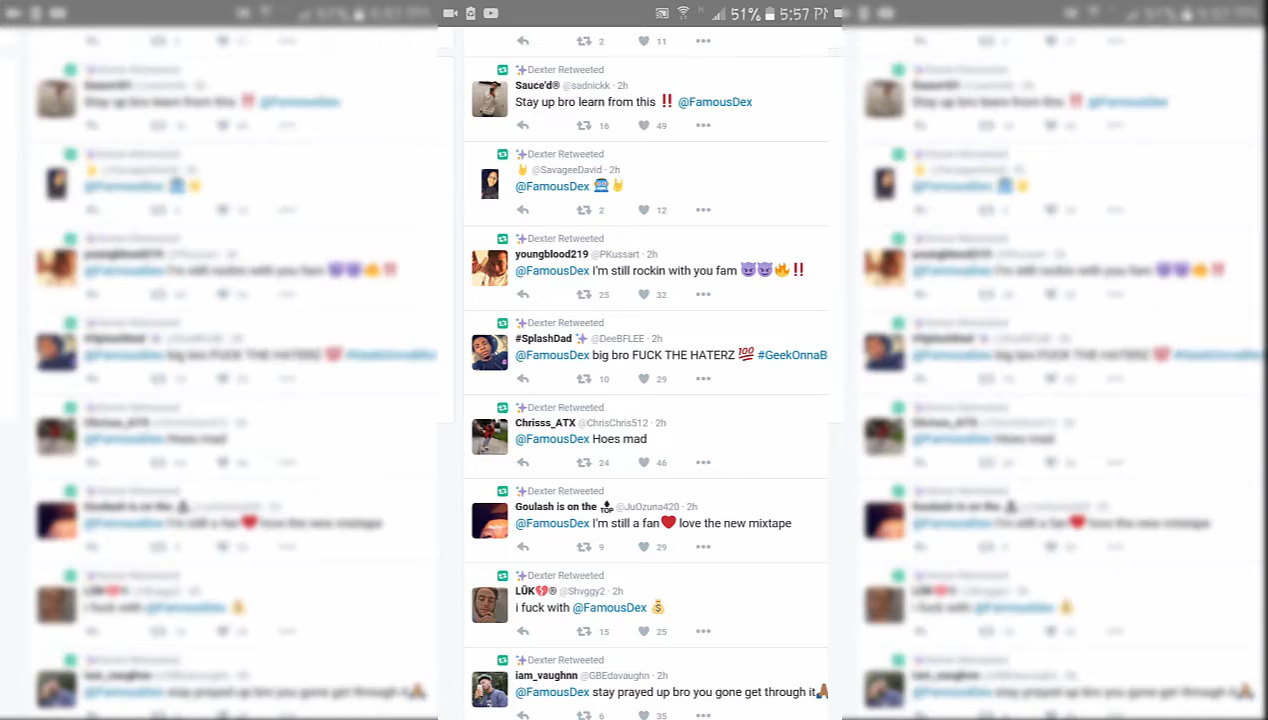 51% 5:57 PM
2 11
Dexter Retweeted
Sauce'd® @sadnickk · 2h
Stay up bro learn from this ‼️ @FamousDex
16 49
Dexter Retweeted
🤘 @SavageeDavid · 2h
@FamousDex 🤘
2 12
Dexter Retweeted
youngblood219 @PKussart · 2h
@FamousDex I'm still rockin with you fam 😈😈🔥‼️
25 32
Dexter Retweeted
#SplashDad ✨ @DeeBFLEE · 2h
@FamousDex big bro FUCK THE HATERZ 💯 #GeekOnnaB
10 29
Dexter Retweeted
Chrisss_ATX @ChrisChris512 · 2h
@FamousDex Hoes mad
24 46
Dexter Retweeted
Goulash is on the 🔝 @JuOzuna420 · 2h
@FamousDex I'm still a fan❤️ love the new mixtape
9 29
Dexter Retweeted
LŪK💔® @Shvggy2 · 2h
i fuck with @FamousDex 💰
15 25
Dexter Retweeted
iam_vaughnn @GBEdavaughn · 2h
@FamousDex stay prayed up bro you gone get through it🙏🏾
6 35